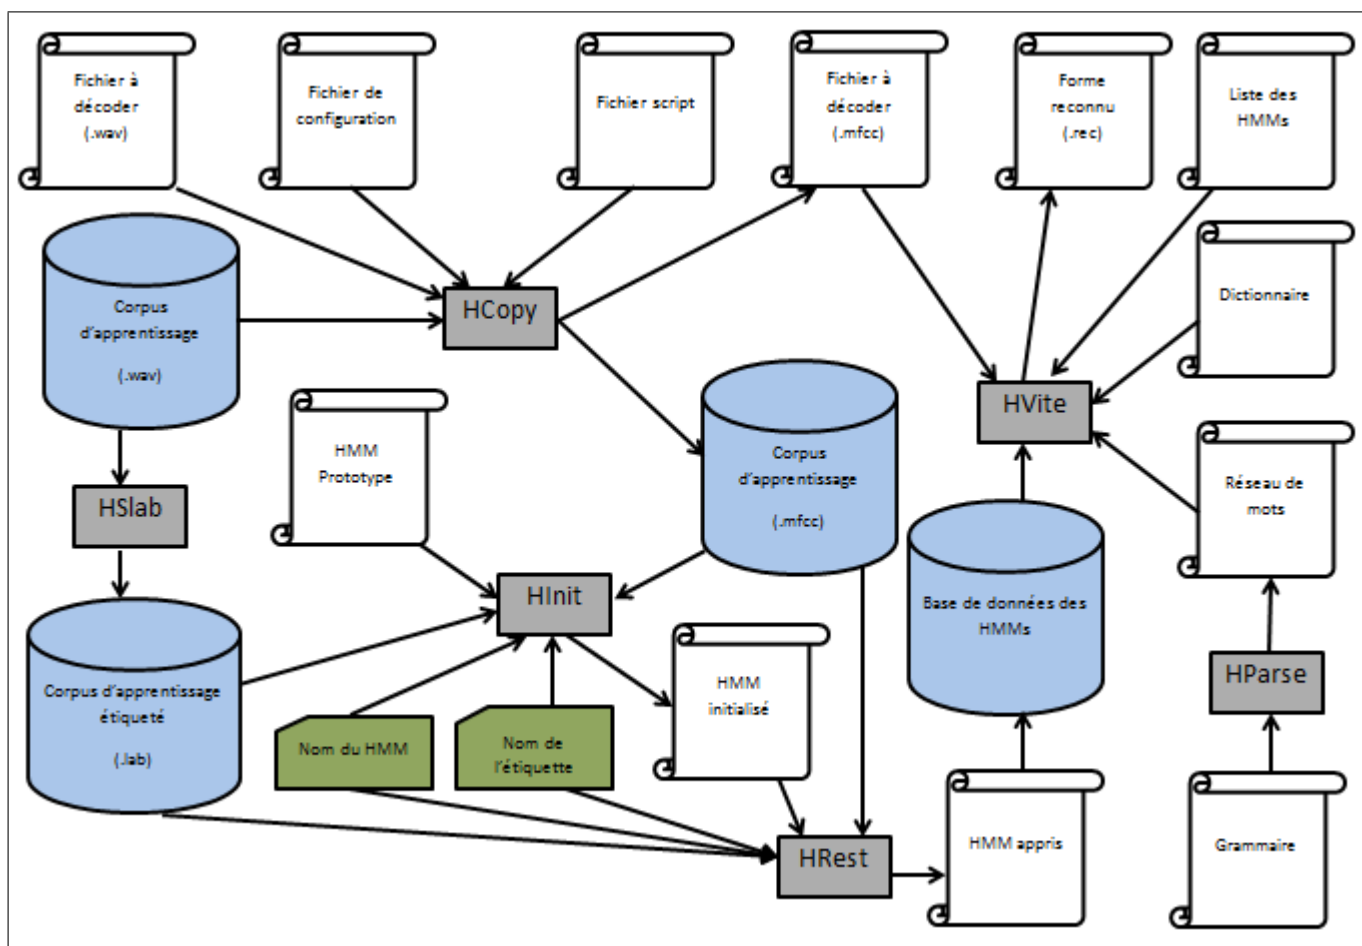 Fichier à
décoder
(.wav)
Fichier de
configuration
Fichier script
Fichier à
décoder
(.mfcc)
Forme
reconnu
(.rec)
Liste des
HMMs
Corpus
d'apprentissage
(.wav)
HCopy
Dictionnaire
HVite
HMM
Prototype
Corpus
d'apprentissage
(.mfcc)
Réseau de
mots
HSlab
HInit
Base de données des
HMMs
Corpus d'apprentissage
étiqueté
(.lab)
HMM
initialisé
HParse
Nom du HMM
Nom de
l'étiquette
HRest
HMM appris
Grammaire